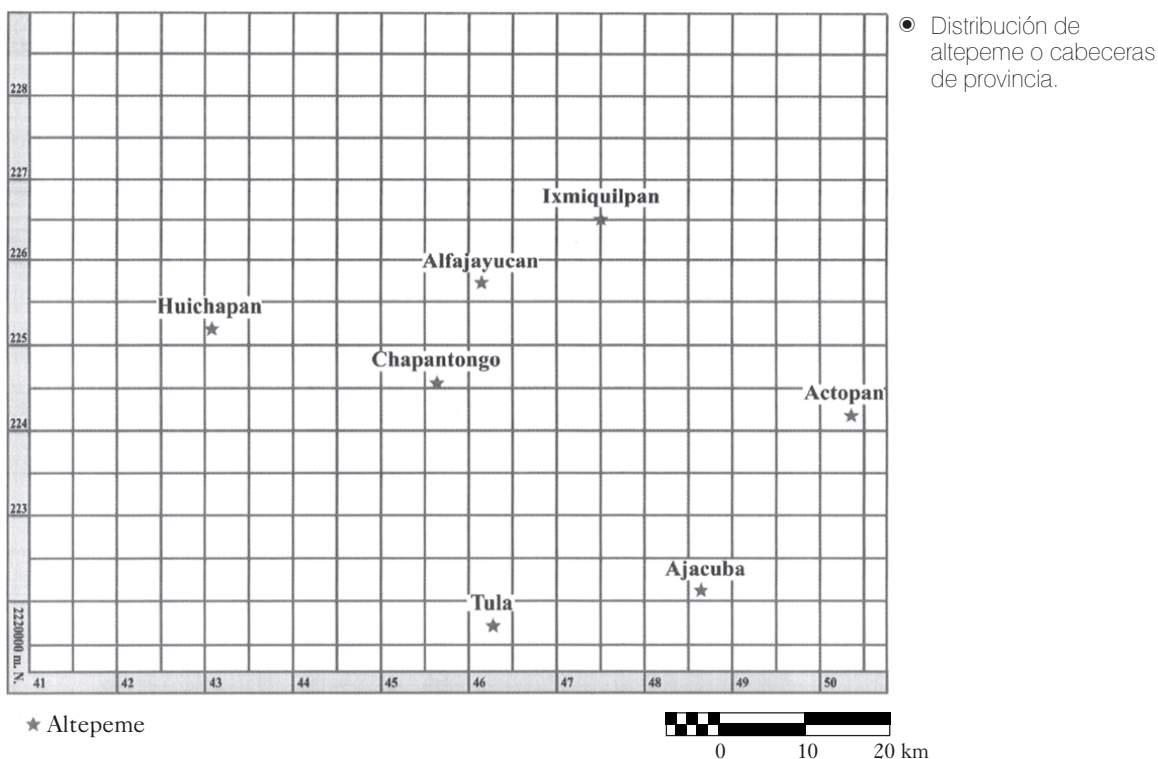 Distribución de
altepeme o cabeceras
de provincia.
228
227
Ixmiquilpan
226
Alfajayucan
Huichapan
225
Chapantongo
Actopan
224
223
Ajacuba
Tula
2220000 m. N.
41 42 43 44 45 46 47 48 49 50
Altepeme
0 10 20 km